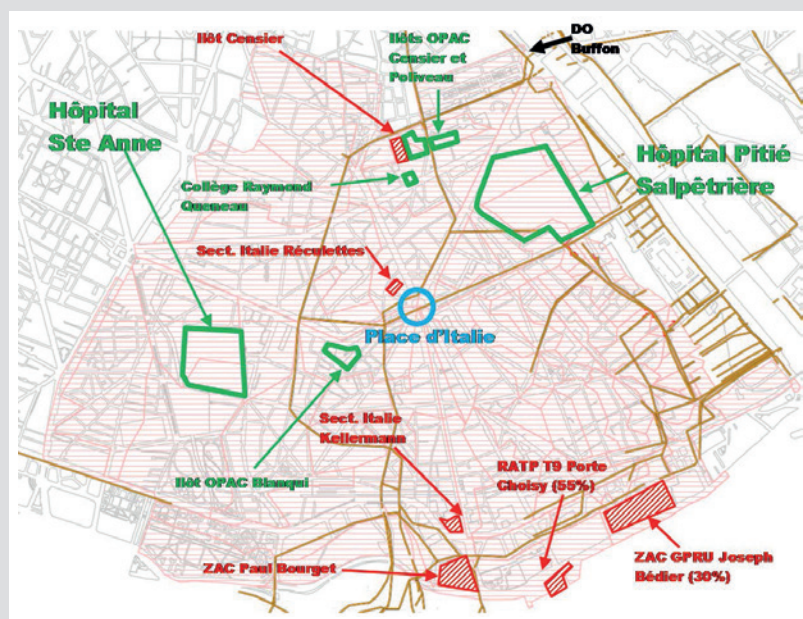 Ilôt Censier
Ilôts OPAC
Censier et
Poliveau
DO
Buffon
Hôpital
Ste Anne
Hôpital Pitié
Salpêtrière
Collège Raymond
Queneau
Sect. Italie Réculettes
Place d'Italie
Sect. Italie
Kellermann
RATP T9 Porte
Choisy (55%)
Ilôt OPAC Blanqui
ZAC Paul Bourget
ZAC GPRU Joseph
Bédier (30%)